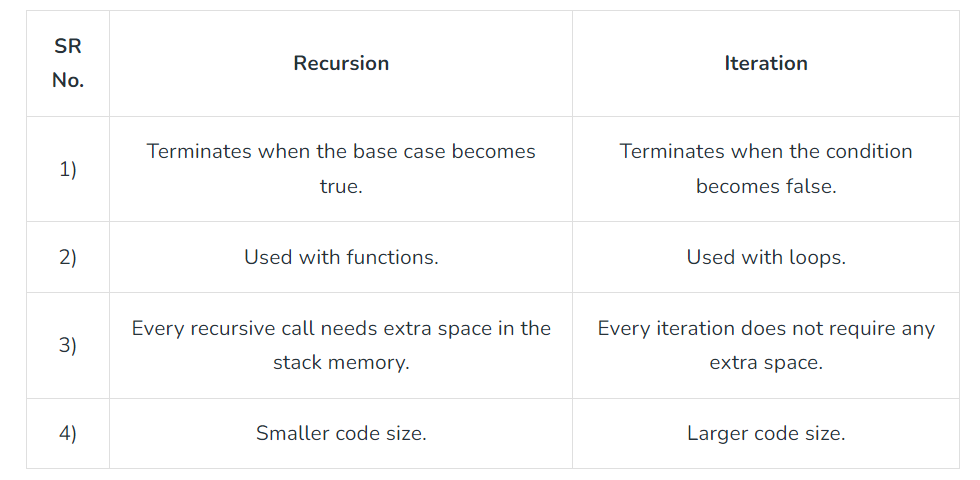 SR
No.
Recursion
Iteration
1)
Terminates when the base case becomes
true.
Terminates when the condition
becomes false.
2)
Used with functions.
Used with loops.
3)
Every recursive call needs extra space in the
stack memory.
Every iteration does not require any
extra space.
4)
Smaller code size.
Larger code size.